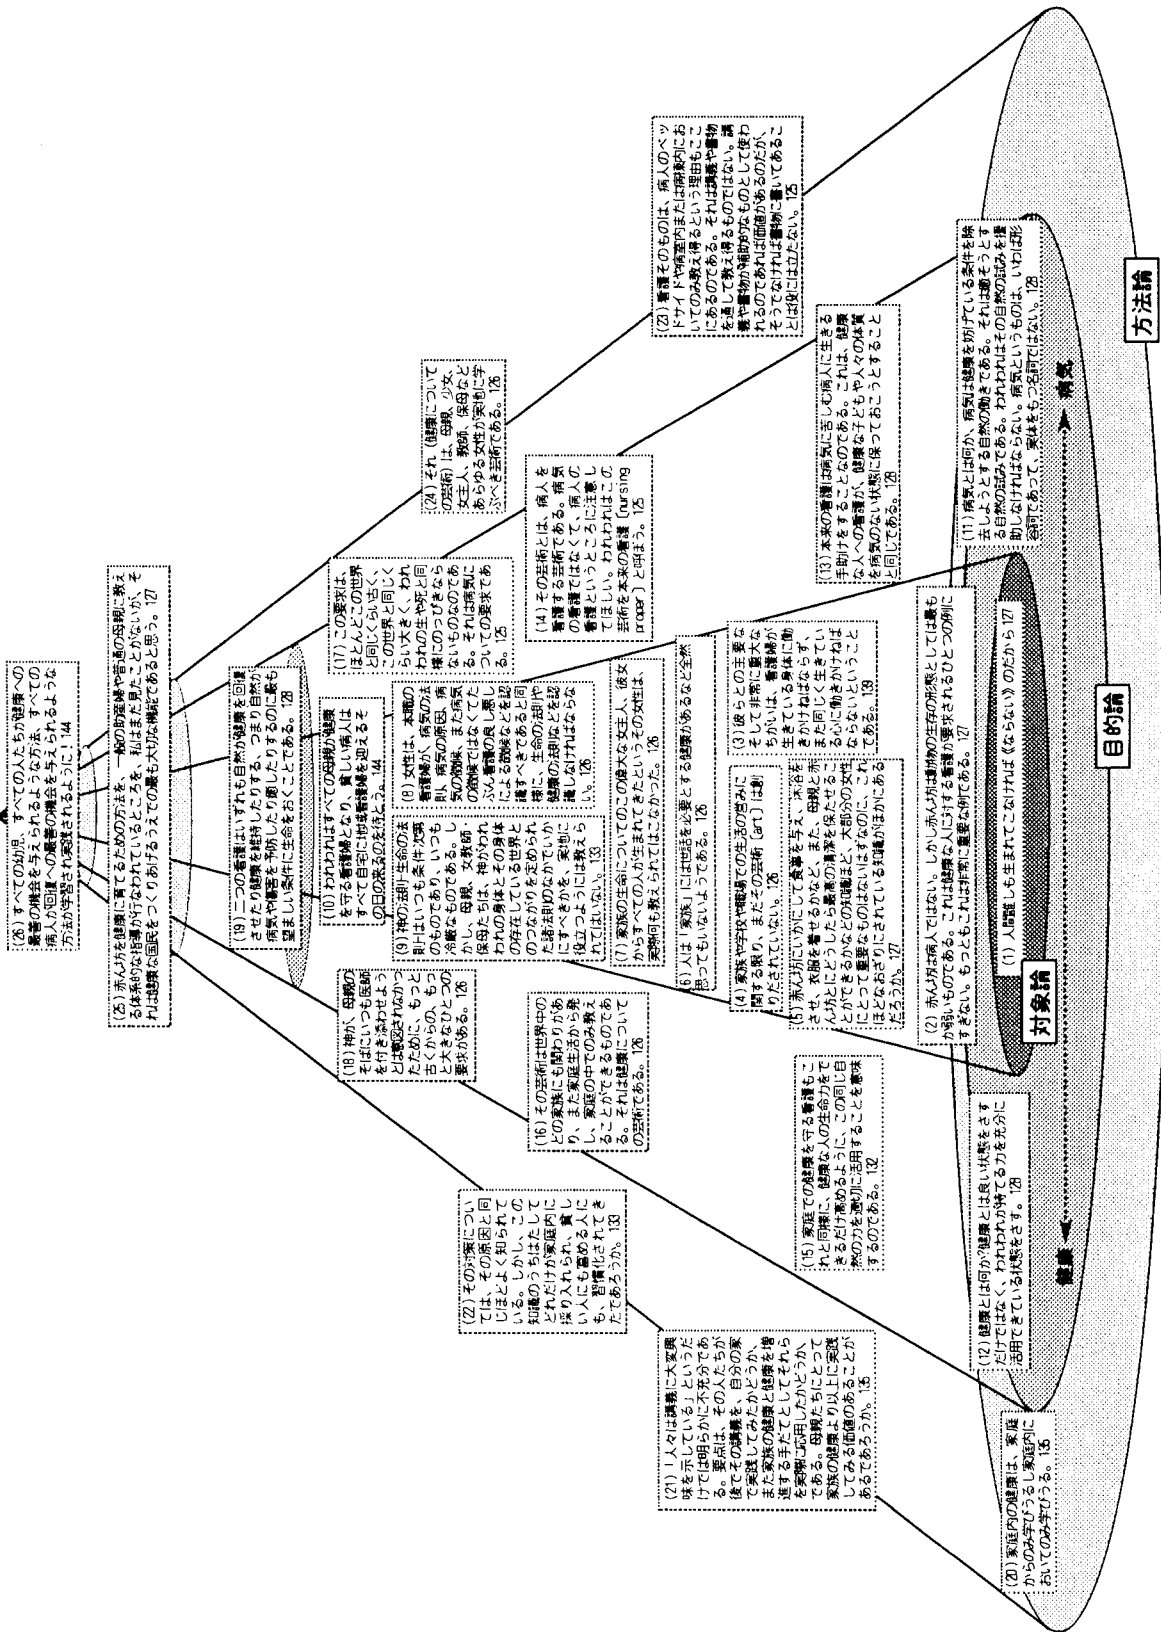 (26) すべての幼児、すべての人たちが健康への
最善の機会を与えられるような方法、すべての
病人が回復への最善の機会を与えられるような
方法が学習され実践されるように! 144
(25) 赤ん坊を健康に育てるための方法を、一般の助産婦や普通の母親に教え
る体系的な指導が行なわれているところを、私はまだ見たことがないが、そ
れは健康な国民をつくりあげるうえでの最も大切な機能であると思う。127
(19) 二つの看護はいずれも自然が健康を回復
させたり健康を維持したりする、つまり自然が
病気や傷害を予防したり癒したりするのに最も
望ましい条件に生命をおくことである。128
(10) われわれはすべての母親が健康
を守る看護婦となり、貧しい病人は
すべて自宅に地域看護婦を迎えるそ
の日の来るのを待とう。144
(18) 神が、母親の
そばにいつも医師
を付き添わせよう
とは意図されなかっ
たために、もっと
古くからの、もっ
と大きなひとつの
要求がある。126
(17) この要求は、
ほとんどこの世界
と同じくらい古く、
この世界と同じく
らい大きく、われ
われの生や死と同
様にのっぴきなら
ないものなのであ
る。それは病気に
ついての要求であ
る。125
(24) それ(健康について
の芸術)は、母親、少女、
女主人、教師、保母など
あらゆる女性が実地に学
ぶべき芸術である。126
(9) 神の法則―生命の法
則―はいつも条件次第
のものであり、いつも
冷厳なものである。し
かし、母親、女教師・
保母たちは、神がわれ
われの身体とその身体
の存在している世界と
のつながりを定められ
た諸法則のなかでいか
にすべきかを、実地に
役立つようには教えら
れてはいない。133
(8) 女性は、本職の
看護婦が、病気の法
則、病気の原因、病
気の徴候、また病気
の徴候ではなくてた
ぶん看護の良し悪し
による徴候などを認
識すべきであると同
様に、生命の法則や
健康の法則などを認
識しなければならな
い。126
(16) その芸術は世界中の
どの家族にも関わりがあ
り、また家庭生活から発
し、家庭の中でのみ教え
ることができるものであ
る。それは健康について
の芸術である。126
(14) その芸術とは、病人を
看護する芸術である。病気
の看護ではなくて、病人の
看護というところに注意し
てほしい。われわれはこの
芸術を本来の看護〔nursing
proper〕と呼ぼう。125
(22) その対策につい
ては、その原因と同
じほどよく知られて
いる。しかし、この
知識のうちはたして
どれだけが家庭内に
採り入れられ、貧し
い人にも富める人に
も、習慣化されてき
たであろうか。133
(7) 家族の生命についてのこの偉大な女主人、彼女
からすべての人が生まれてきたというその女性は、
実際何も教えられてはこなかった。126
(6) 人は「家族」には世話を必要とする健康があるなど全然
思ってもいないようである。126
(23) 看護そのものは、病人のベッ
ドサイドや病室内または病棟内にお
いてのみ教え得るという理由もここ
にあるのである。それは講義や書物
を通して教え得るものではない。講
義や書物が補助的なものとして使わ
れるのであれば価値があるのだが、
そうでなければ書物に書いてあるこ
とは役には立たない。125
(21)「人々は講義に大変興
味を示している」というだ
けでは明らかに不充分であ
る。要点は、その人たちが
後でその講義を、自分の家
で実践してみたかどうか、
また家族の健康と健康を増
進する手だてとしてそれら
を実際に応用したかどうか、
である。母親たちにとって
家族の健康より以上に実践
してみる価値のあることが
あるであろうか。135
(4) 家族や学校や職場での生活の営みに
関する限り、まだその芸術〔art〕は創
りだされていない。126
(3) 彼らとの主要な
そして非常に重大な
ちがいは、看護婦が
生きている身体に働
きかけねばならず、
また同じく生きてい
る心に働きかけねば
ならないということ
である。139
(5) 赤ん坊にいかにして食事を与え、沐浴を
させ、衣服を着せるかなど、また、母親と赤
ん坊とにどうしたら最高の清潔を保たせるこ
とができるかなどの知識ほど、大部分の女性
にとって重要なものはないはずなのに、これ
ほどなおざりにされている知識がほかにある
だろうか。127
(15) 家庭での健康を守る看護もこ
れと同様に、健康な人の生命力をで
きるだけ高めるように、この同じ自
然の力を適切に活用することを意味
するのである。132
(13) 本来の看護は病気に苦しむ病人に生きる
手助けをすることなのである。これは、健康
な人への看護が、健康な子どもや人々の体質
を病気のない状態に保っておこうとすること
と同じである。128
(2) 赤ん坊は病人ではない。しかし赤ん坊は動物の生存の形態としては最も
か弱いものである。これは健康な人に対する看護が要求されるひとつの例に
すぎない。もっともこれは非常に重要な例である。127
(11) 病気とは何か、病気は健康を妨げている条件を除
去しようとする自然の働きである。それは癒そうとす
る自然の試みである。われわれはその自然の試みを援
助しなければならない。病気というものは、いわば形
容詞であって、実体をもつ名詞ではない。128
(12) 健康とは何か?健康とは良い状態をさす
だけではなく、われわれが持てる力を充分に
活用できている状態をさす。128
(1) 人間誰しも生まれてこなければ《ならない》のだから 127
(20) 家庭内の健康は、家庭
からのみ学びうるし家庭内に
おいてのみ学びうる。135
対象論
健康
病気
目的論
方法論